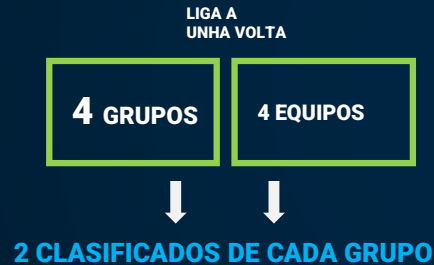 LIGA A
UNHA VOLTA
4 GRUPOS
4 EQUIPOS
2 CLASIFICADOS DE CADA GRUPO